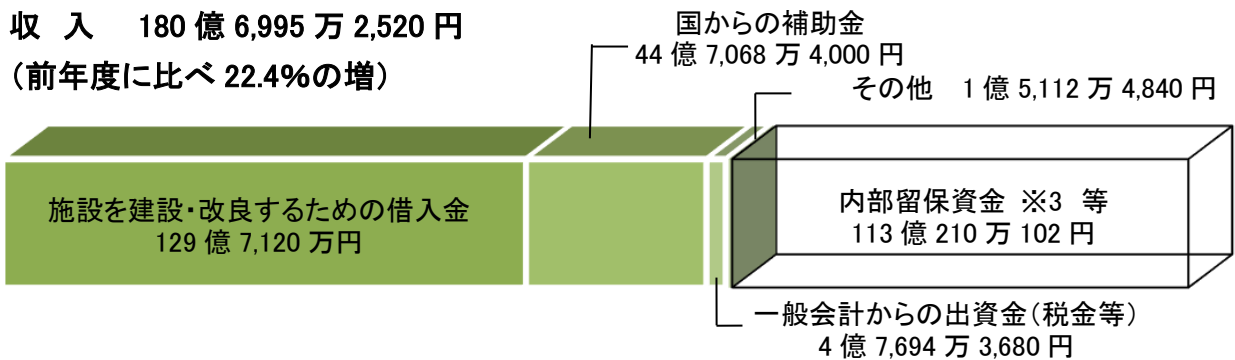 収 入 180 億 6,995 万 2,520 円
(前年度に比べ 22.4%の増)
国からの補助金
44 億 7,068 万 4,000 円
その他 1 億 5,112 万 4,840 円
施設を建設・改良するための借入金
129 億 7,120 万円
内部留保資金 ※3 等
113 億 210 万 102 円
一般会計からの出資金(税金等)
4 億 7,694 万 3,680 円